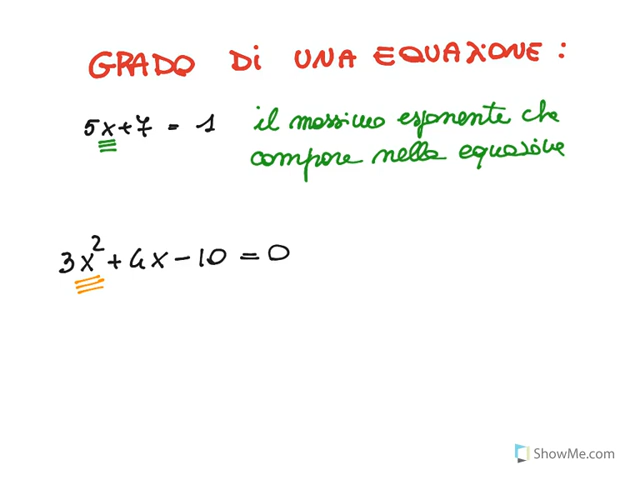 GRADO DI UNA EQUAZIONE :
5x+7 = 1 il massimo esponente che
compare nella equazione
3x²+4x-10=0
ShowMe.com